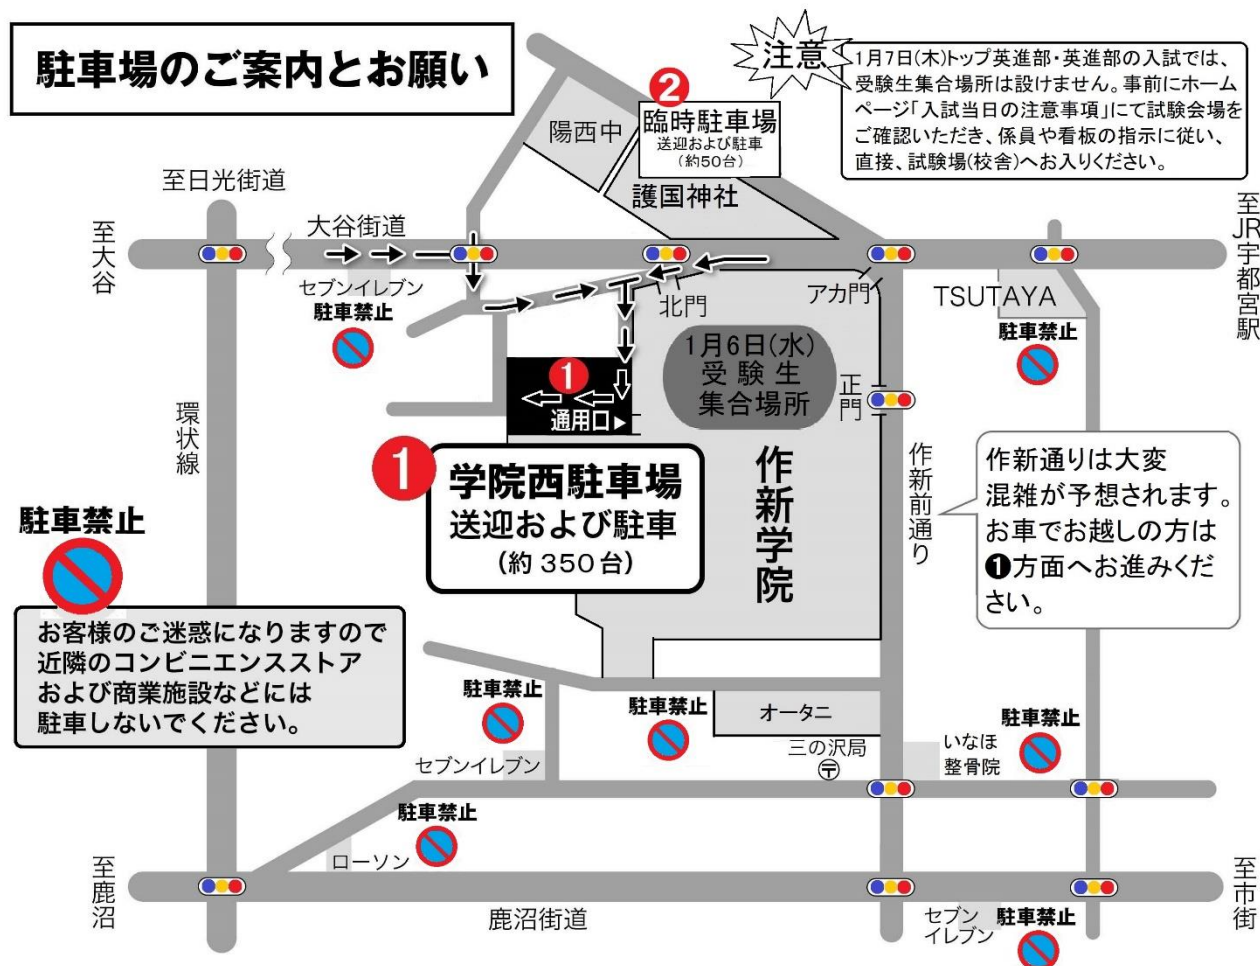 駐車場のご案内とお願い
注意
1月7日(木)トップ英進部・英進部の入試では、
受験生集合場所は設けません。事前にホーム
ページ「入試当日の注意事項」にて試験会場を
ご確認いただき、係員や看板の指示に従い、
直接、試験場(校舎)へお入りください。
2
臨時駐車場
送迎および駐車
(約50台)
陽西中
護国神社
至日光街道
至大谷
大谷街道
至JR宇都宮駅
セブンイレブン
駐車禁止
北門
アカ門
TSUTAYA
駐車禁止
1月6日(水)
受験生
集合場所
正門
1
通用口▶
環状線
1
学院西駐車場
送迎および駐車
(約350台)
作新学院
作新前通り
作新通りは大変
混雑が予想されます。
お車でお越しの方は
❶方面へお進みくだ
さい。
駐車禁止
お客様のご迷惑になりますので
近隣のコンビニエンスストア
および商業施設などには
駐車しないでください。
駐車禁止
セブンイレブン
駐車禁止
オータニ
三の沢局
〒
いなほ
整骨院
駐車禁止
駐車禁止
ローソン
至鹿沼
鹿沼街道
至市街
セブン
イレブン
駐車禁止